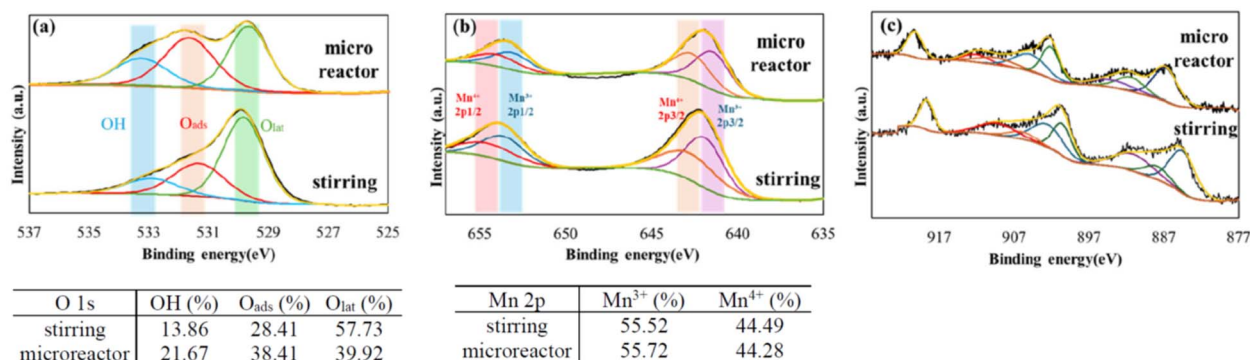 (a)
micro
reactor
OH
Oads
Olat
stirring
Intensity (a.u.)
537 535 533 531 529 527 525
Binding energy(eV)
O 1s OH (%) Oads (%) Olat (%)
stirring 13.86 28.41 57.73
microreactor 21.67 38.41 39.92
(b)
micro
reactor
Mn⁴⁺
2p1/2
Mn³⁺
2p1/2
Mn⁴⁺
2p3/2
Mn³⁺
2p3/2
stirring
Intensity (a.u.)
655 650 645 640 635
Binding energy(eV)
Mn 2p Mn³⁺ (%) Mn⁴⁺ (%)
stirring 55.52 44.49
microreactor 55.72 44.28
(c)
micro
reactor
stirring
Intensity (a.u.)
917 907 897 887 877
Binding energy(eV)